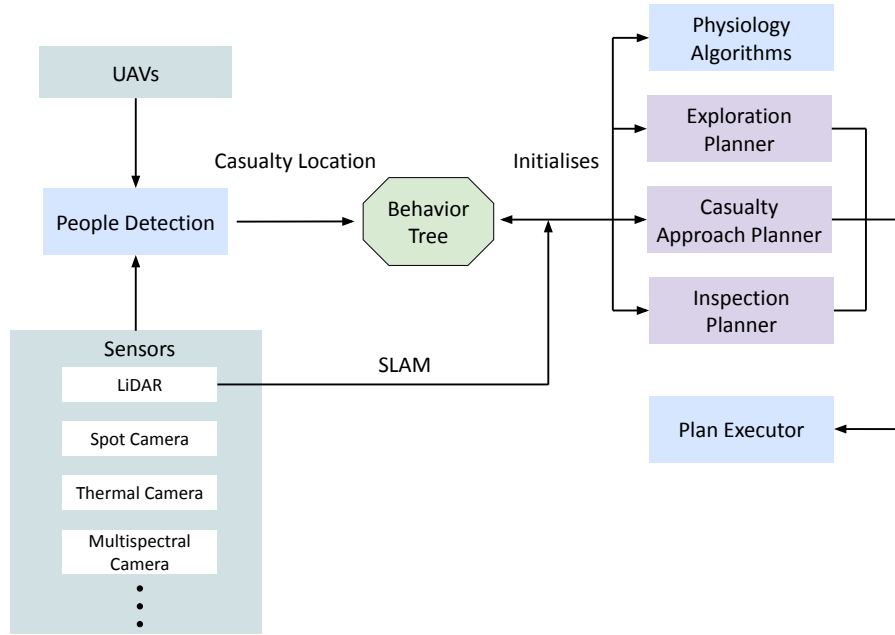 UAVs
People Detection
Casualty Location
Behavior
Tree
Initialises
Physiology
Algorithms
Exploration
Planner
Casualty
Approach Planner
Inspection
Planner
Plan Executor
SLAM
Sensors
LiDAR
Spot Camera
Thermal Camera
Multispectral
Camera